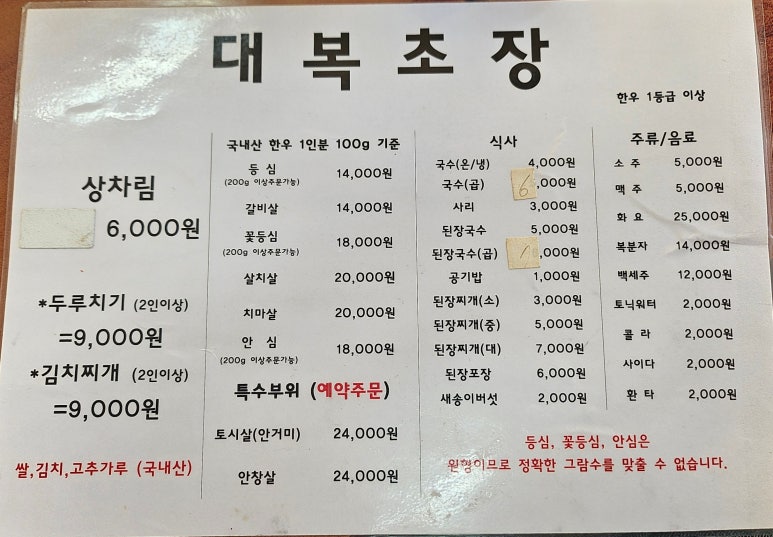 대복초장
한우 1등급 이상
상차림
6,000원
*두루치기 (2인이상)
=9,000원
*김치찌개 (2인이상)
=9,000원
쌀,김치,고추가루 (국내산)
국내산 한우 1인분 100g 기준
등 심 14,000원
(200g 이상주문가능)
갈비살 14,000원
꽃등심 18,000원
(200g 이상주문가능)
살치살 20,000원
치마살 20,000원
안 심 18,000원
(200g 이상주문가능)
특수부위 (예약주문)
토시살(안거미) 24,000원
안창살 24,000원
식사
국수(온/냉) 4,000원
국수(곱) 6,000원
사리 3,000원
된장국수 5,000원
된장국수(곱) ,000원
공기밥 1,000원
된장찌개(소) 3,000원
된장찌개(중) 5,000원
된장찌개(대) 7,000원
된장포장 6,000원
새송이버섯 2,000원
주류/음료
소 주 5,000원
맥 주 5,000원
화 요 25,000원
복분자 14,000원
백세주 12,000원
토닉워터 2,000원
콜 라 2,000원
사이다 2,000원
환 타 2,000원
등심, 꽃등심, 안심은
원형이므로 정확한 그람수를 맞출 수 없습니다.